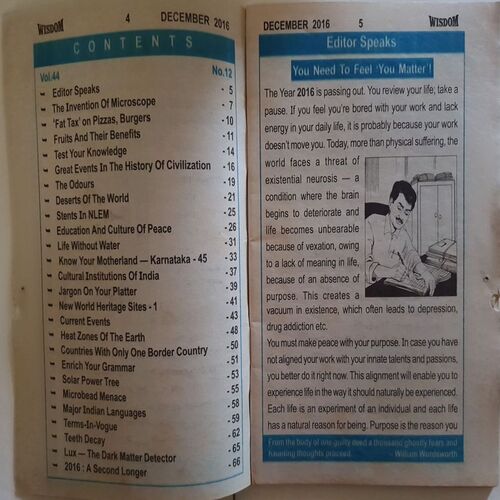 WISDOM 4 DECEMBER 2016
CONTENTS
Vol.44 No.12
Editor Speaks - 5
The Invention Of Microscope - 7
'Fat Tax' on Pizzas, Burgers - 10
Fruits And Their Benefits - 11
Test Your Knowledge - 14
Great Events In The History Of Civilization - 16
The Odours - 19
Deserts Of The World - 21
Stents In NLEM - 25
Education And Culture Of Peace - 26
Life Without Water - 31
Know Your Motherland — Karnataka - 45 - 33
Cultural Institutions Of India - 37
Jargon On Your Platter - 39
New World Heritage Sites - 1 - 41
Current Events - 43
Heat Zones Of The Earth - 48
Countries With Only One Border Country - 50
Enrich Your Grammar - 51
Solar Power Tree - 53
Microbead Menace - 55
Major Indian Languages - 58
Terms-In-Vogue - 59
Teeth Decay - 62
Lux — The Dark Matter Detector - 65
2016 : A Second Longer - 66
DECEMBER 2016 5 WISDOM
Editor Speaks
You Need To Feel 'You Matter'!
The Year 2016 is passing out. You review your life; take a
pause. If you feel you're bored with your work and lack
energy in your daily life, it is probably because your work
doesn't move you. Today, more than physical suffering, the
world faces a threat of
existential neurosis — a
condition where the brain
begins to deteriorate and
life becomes unbearable
because of vexation, owing
to a lack of meaning in life,
because of an absence of
purpose. This creates a
vacuum in existence, which often leads to depression,
drug addiction etc.
You must make peace with your purpose. In case you have
not aligned your work with your innate talents and passions,
you better do it right now. This alignment will enable you to
experience life in the way it should naturally be experienced.
Each life is an experiment of an individual and each life
has a natural reason for being. Purpose is the reason you
From the body of one guilty deed a thousand ghostly fears and
haunting thoughts proceed. - William Wordsworth